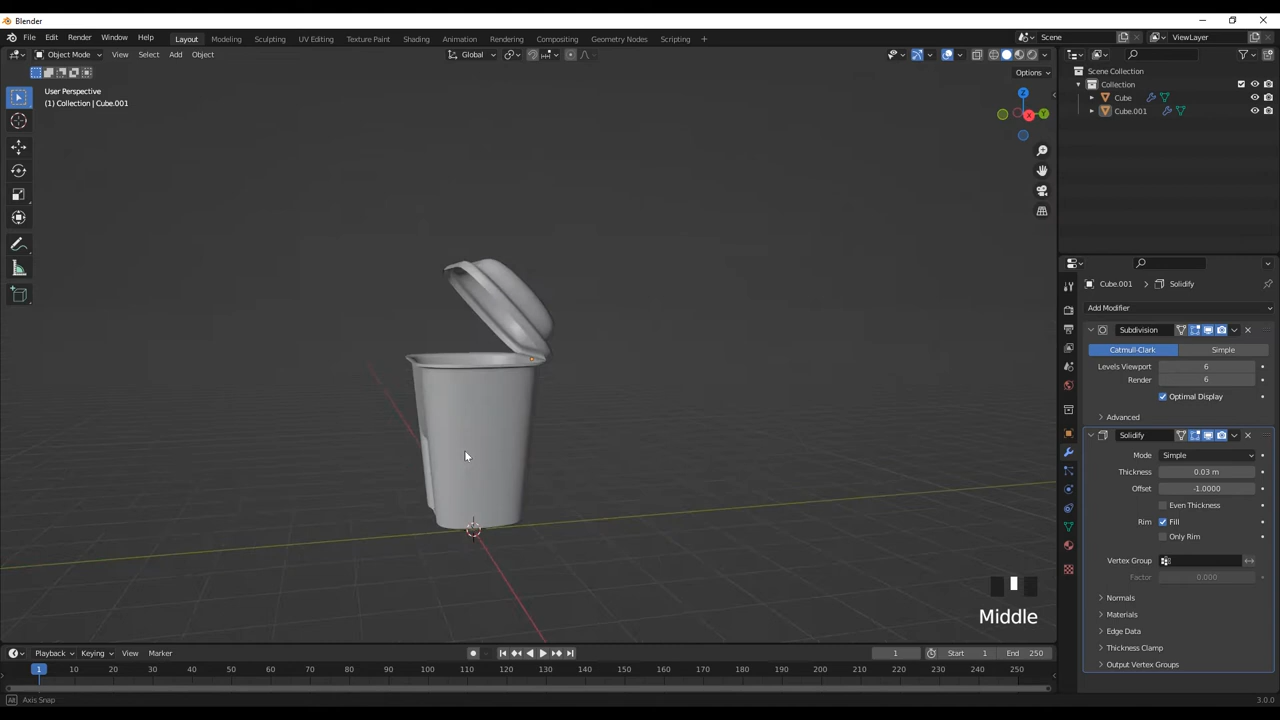 Blender
File Edit Render Window Help Layout Modeling Sculpting UV Editing Texture Paint Shading Animation Rendering Compositing Geometry Nodes Scripting Scene ViewLayer
Object Mode View Select Add Object Global
Options
User Perspective
(1) Collection | Cube.001
Z
Y
X
Scene Collection
Collection
Cube
Cube.001
Cube.001 Solidify
Add Modifier
Subdivision
Catmull-Clark Simple
Levels Viewport 6
Render 6
Optimal Display
Advanced
Solidify
Mode Simple
Thickness 0.03 m
Offset -1.0000
Even Thickness
Rim Fill
Only Rim
Vertex Group
Factor 0.000
Normals
Materials
Edge Data
Thickness Clamp
Output Vertex Groups
Middle
Playback Keying View Marker 1 Start 1 End 250
1 10 20 30 40 50 60 70 80 90 100 110 120 130 140 150 160 170 180 190 200 210 220 230 240 250
Axis Snap 3.0.0